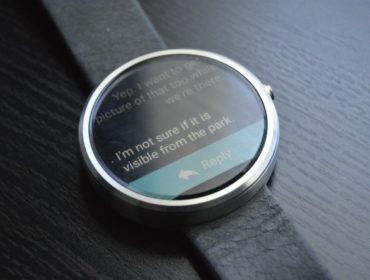 Yep. I want to get
picture of that too while
we're there.
I'm not sure if it is
visible from the park.
Reply